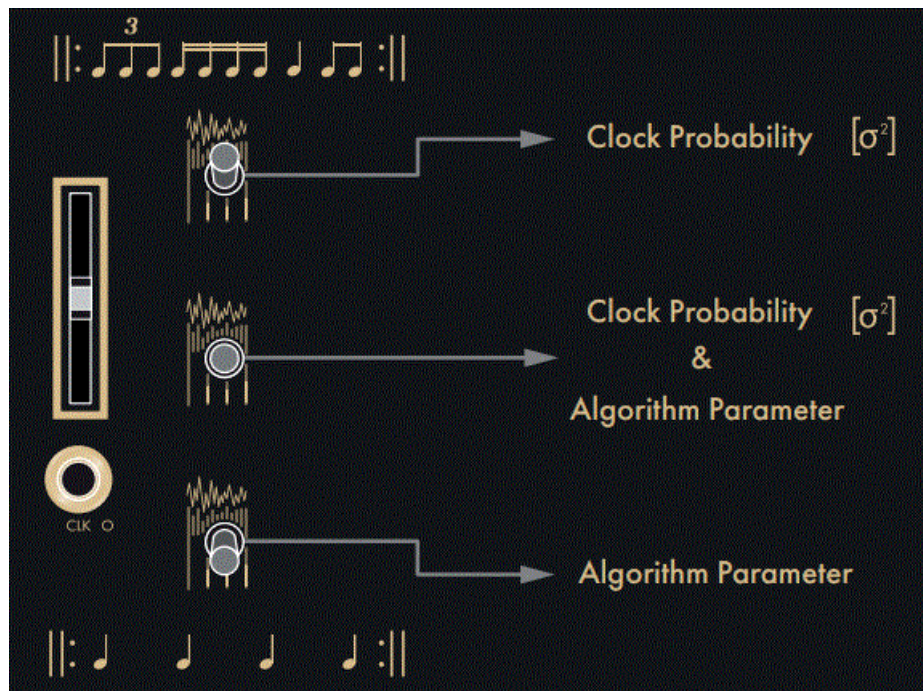 3
Clock Probability [σ²]
Clock Probability [σ²]
&
Algorithm Parameter
CLK O
Algorithm Parameter